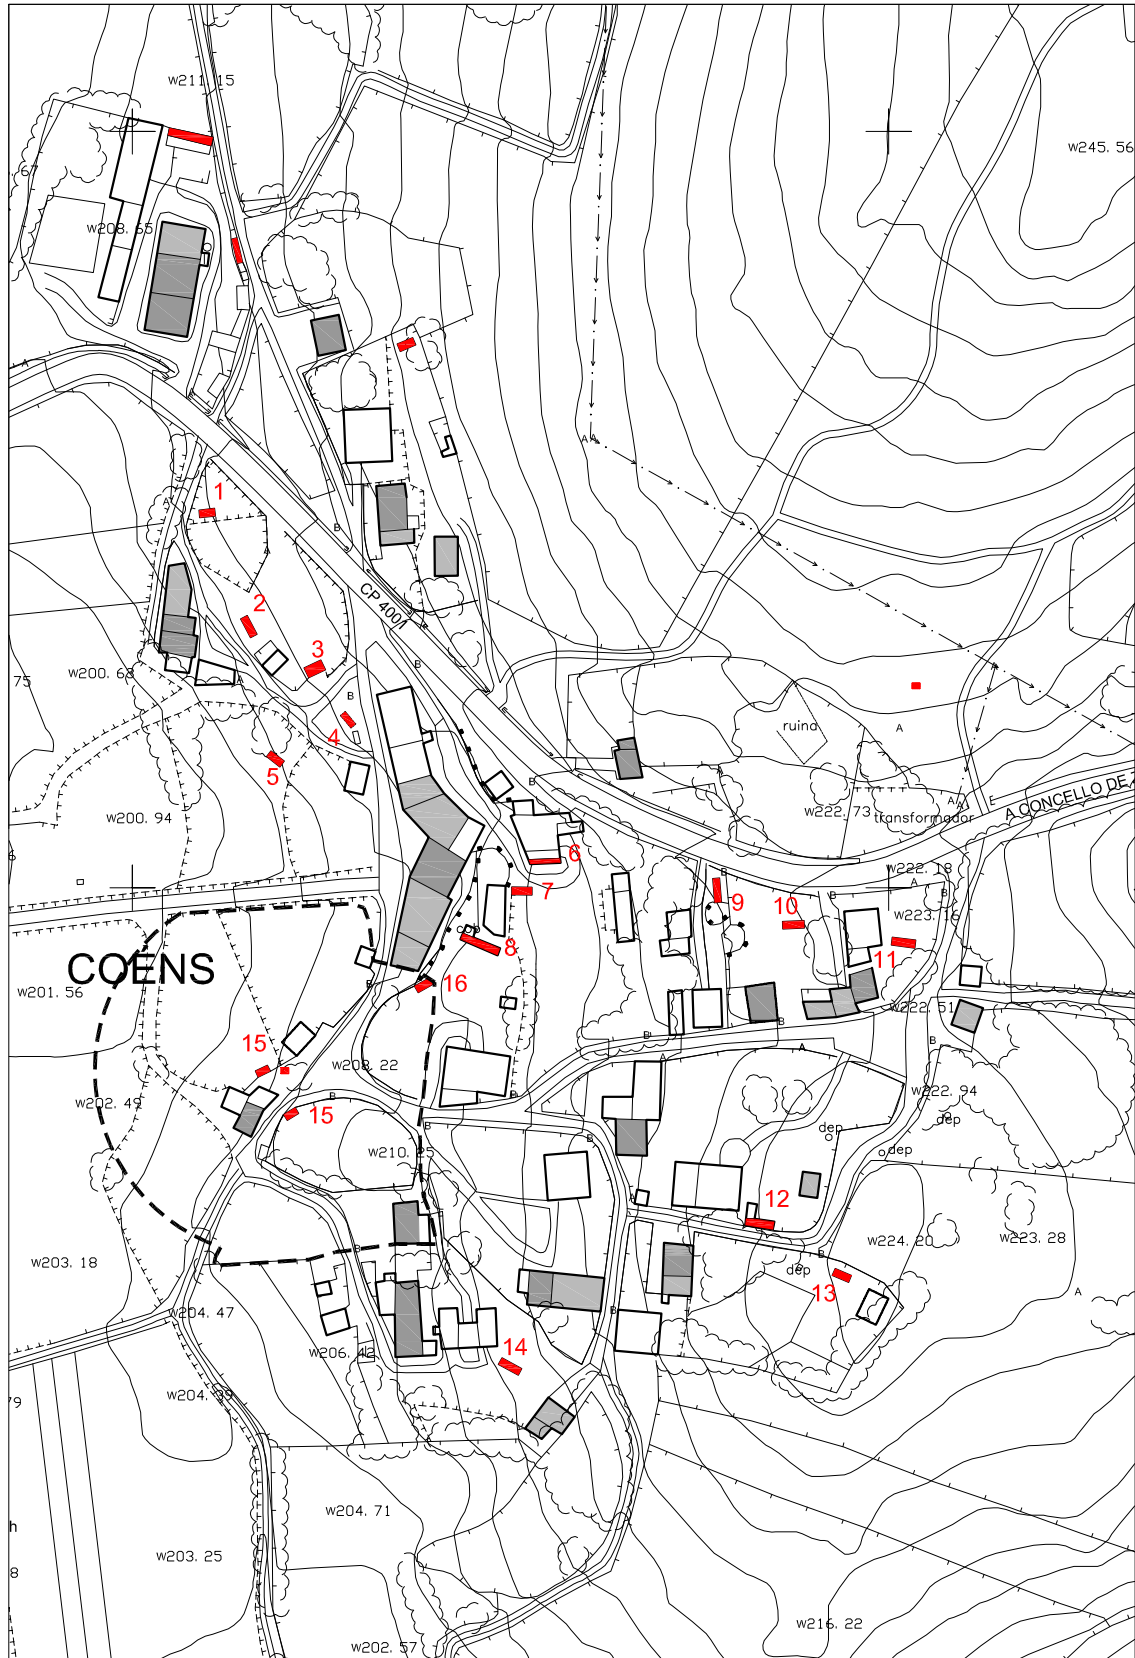 w211.15
w245.56
67
w208.65
A
A A
1
A
B
B
A
CP 4001
2
3
B
w200.63
75
A
B
ruina
A
4
5
E
B
A A
E
A CONCELLO DE
w200.94
w222.73
transformador
6
w222.18
7
B
9
A
B
B
w223.16
10
8
11
COENS
w201.56
B
16
w222.51
B
B
B
A
A
15
w208.22
w202.49
15
B
w222.94
B
B
dep
dep
w210.25
dep
12
A
w224.20
w223.28
w203.18
B
B
dep
13
A
w204.47
B
w206.42
14
w204.39
79
w204.71
h
w203.25
8
w216.22
w202.57